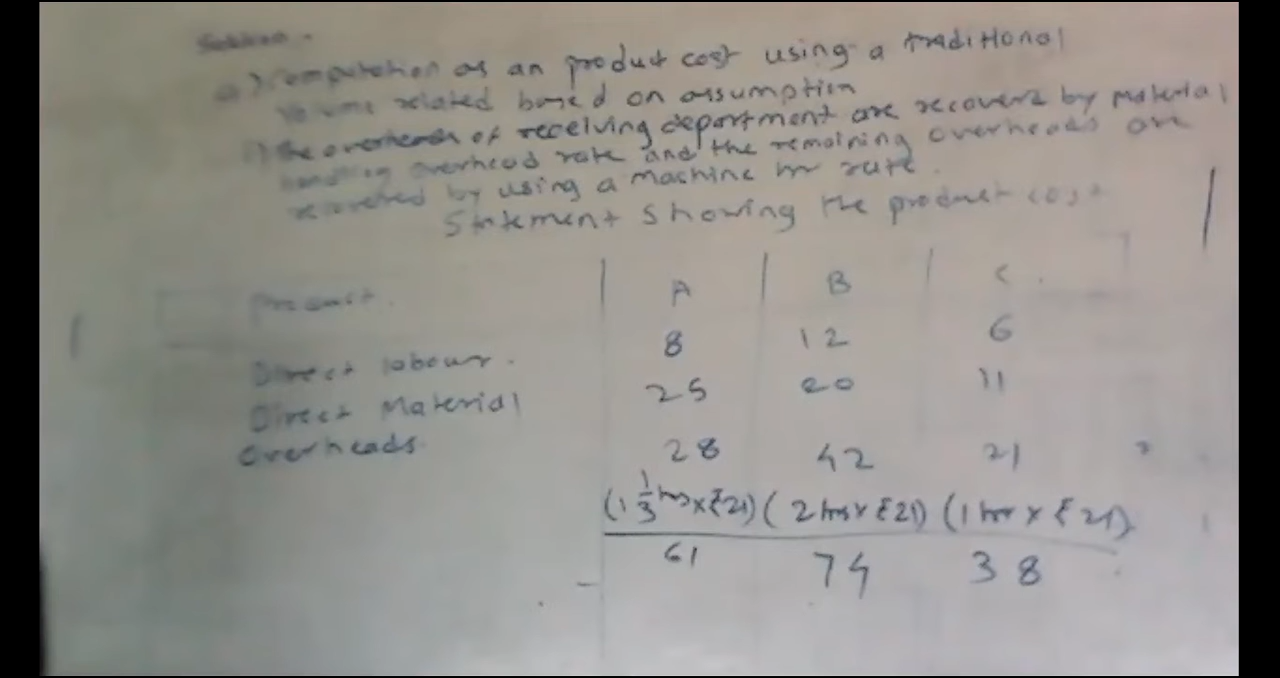 Solution.
a) Computation of an product cost using a traditional
volume related based on assumption
i) The overheads of receiving department are recoverd by material
handling overhead rate and the remaining overheads are
recovered by using a machine hr rate.
Statement showing the product cost
Product. A B C.
Direct labour. 8 12 6
Direct Material 25 20 11
Overheads 28 42 21
(1 1/3 hrs x ₹21) (2 hrs x ₹21) (1 hr x ₹21)
61 74 38